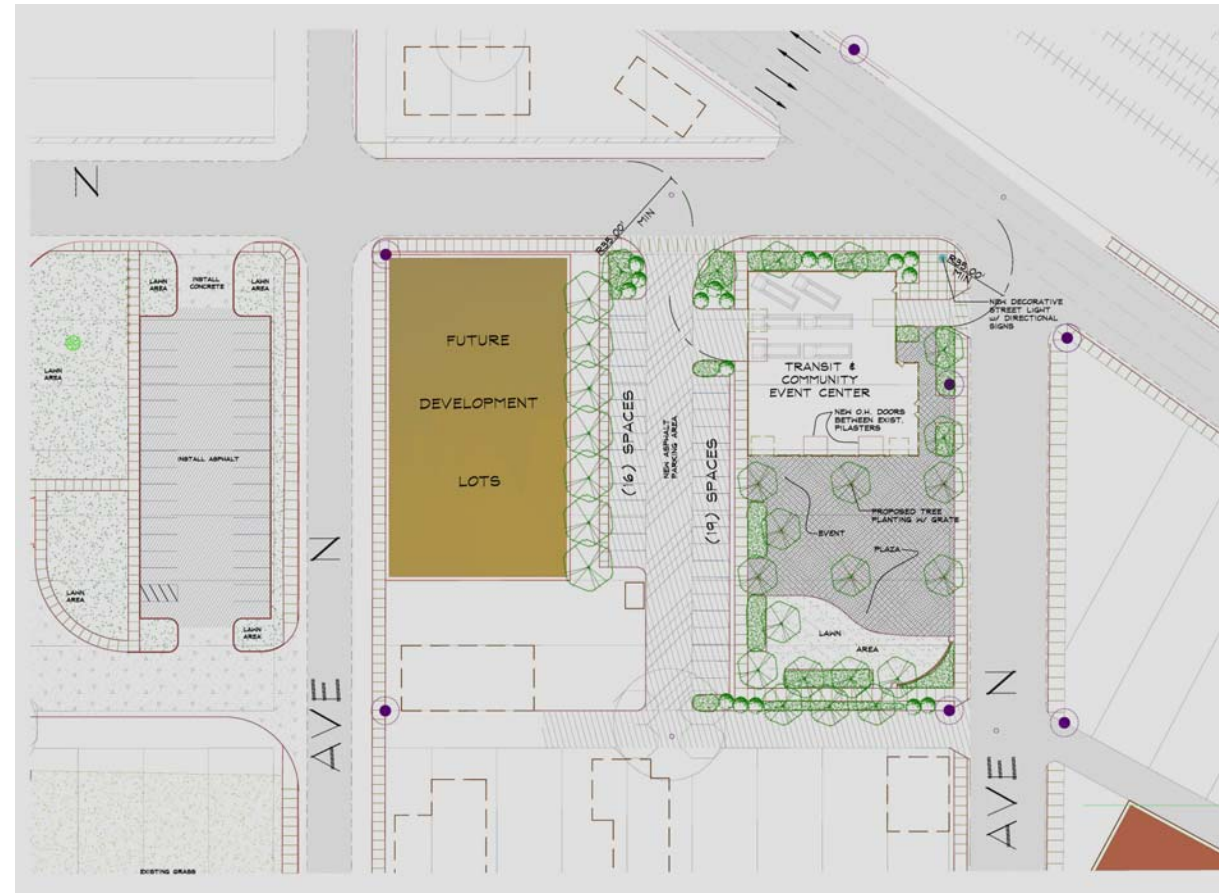 N
R35.00'
MIN
R35.00'
MIN
NEW DECORATIVE
STREET LIGHT
w/ DIRECTIONAL
SIGNS
LAWN
AREA
INSTALL
CONCRETE
LAWN
AREA
LAWN
AREA
INSTALL ASPHALT
LAWN
AREA
LAWN
AREA
FUTURE
DEVELOPMENT
LOTS
(16) SPACES
NEW ASPHALT
PARKING AREA
(19) SPACES
TRANSIT &
COMMUNITY
EVENT CENTER
NEW O.H. DOORS
BETWEEN EXIST.
PILASTERS
PROPOSED TREE
PLANTING W/ GRATE
EVENT
PLAZA
LAWN
AREA
AVE N
AVE N
EXISTING GRASS